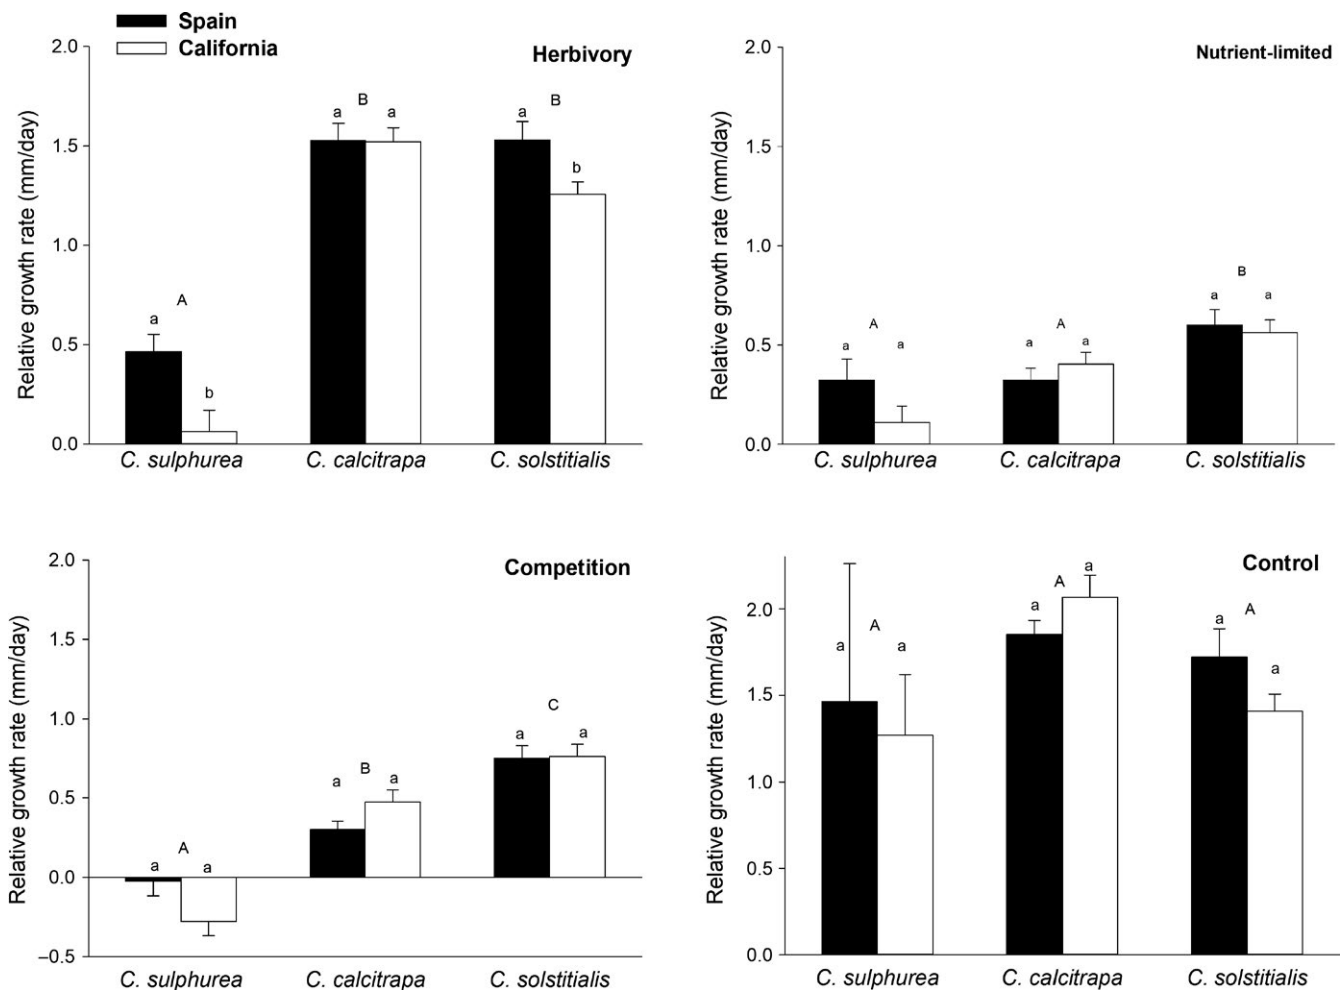 Spain
California
Herbivory
Relative growth rate (mm/day)
2.0
1.5
1.0
0.5
0.0
a A b
a B a
a B b
C. sulphurea C. calcitrapa C. solstitialis
Nutrient-limited
Relative growth rate (mm/day)
2.0
1.5
1.0
0.5
0.0
a A a
a A a
a B a
C. sulphurea C. calcitrapa C. solstitialis
Competition
Relative growth rate (mm/day)
2.0
1.5
1.0
0.5
0.0
–0.5
a A a
a B a
a C a
C. sulphurea C. calcitrapa C. solstitialis
Control
Relative growth rate (mm/day)
2.0
1.5
1.0
0.5
0.0
a A a
a A a
a A a
C. sulphurea C. calcitrapa C. solstitialis